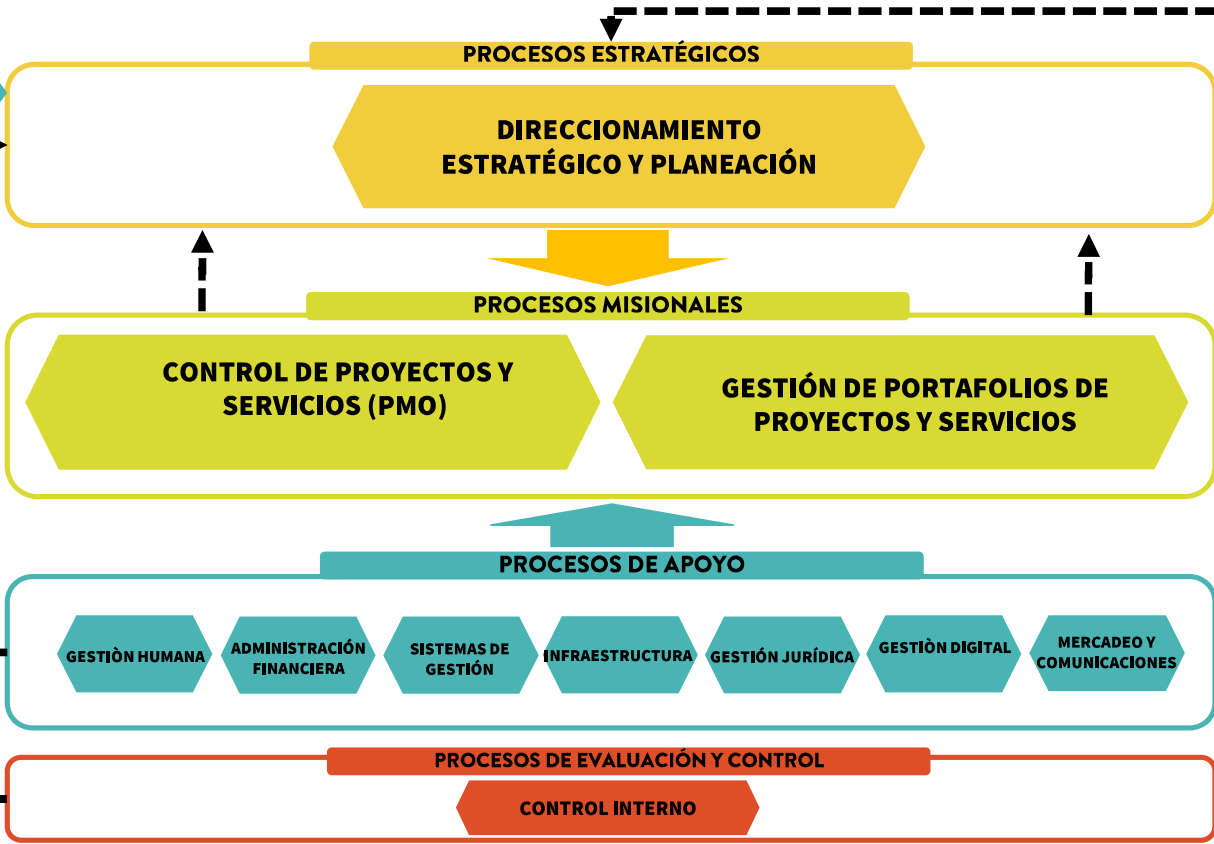 PROCESOS ESTRATÉGICOS
DIRECCIONAMIENTO
ESTRATÉGICO Y PLANEACIÓN
PROCESOS MISIONALES
CONTROL DE PROYECTOS Y
SERVICIOS (PMO)
GESTIÓN DE PORTAFOLIOS DE
PROYECTOS Y SERVICIOS
PROCESOS DE APOYO
GESTIÒN HUMANA
ADMINISTRACIÓN
FINANCIERA
SISTEMAS DE
GESTIÓN
INFRAESTRUCTURA
GESTIÓN JURÍDICA
GESTIÒN DIGITAL
MERCADEO Y
COMUNICACIONES
PROCESOS DE EVALUACIÓN Y CONTROL
CONTROL INTERNO